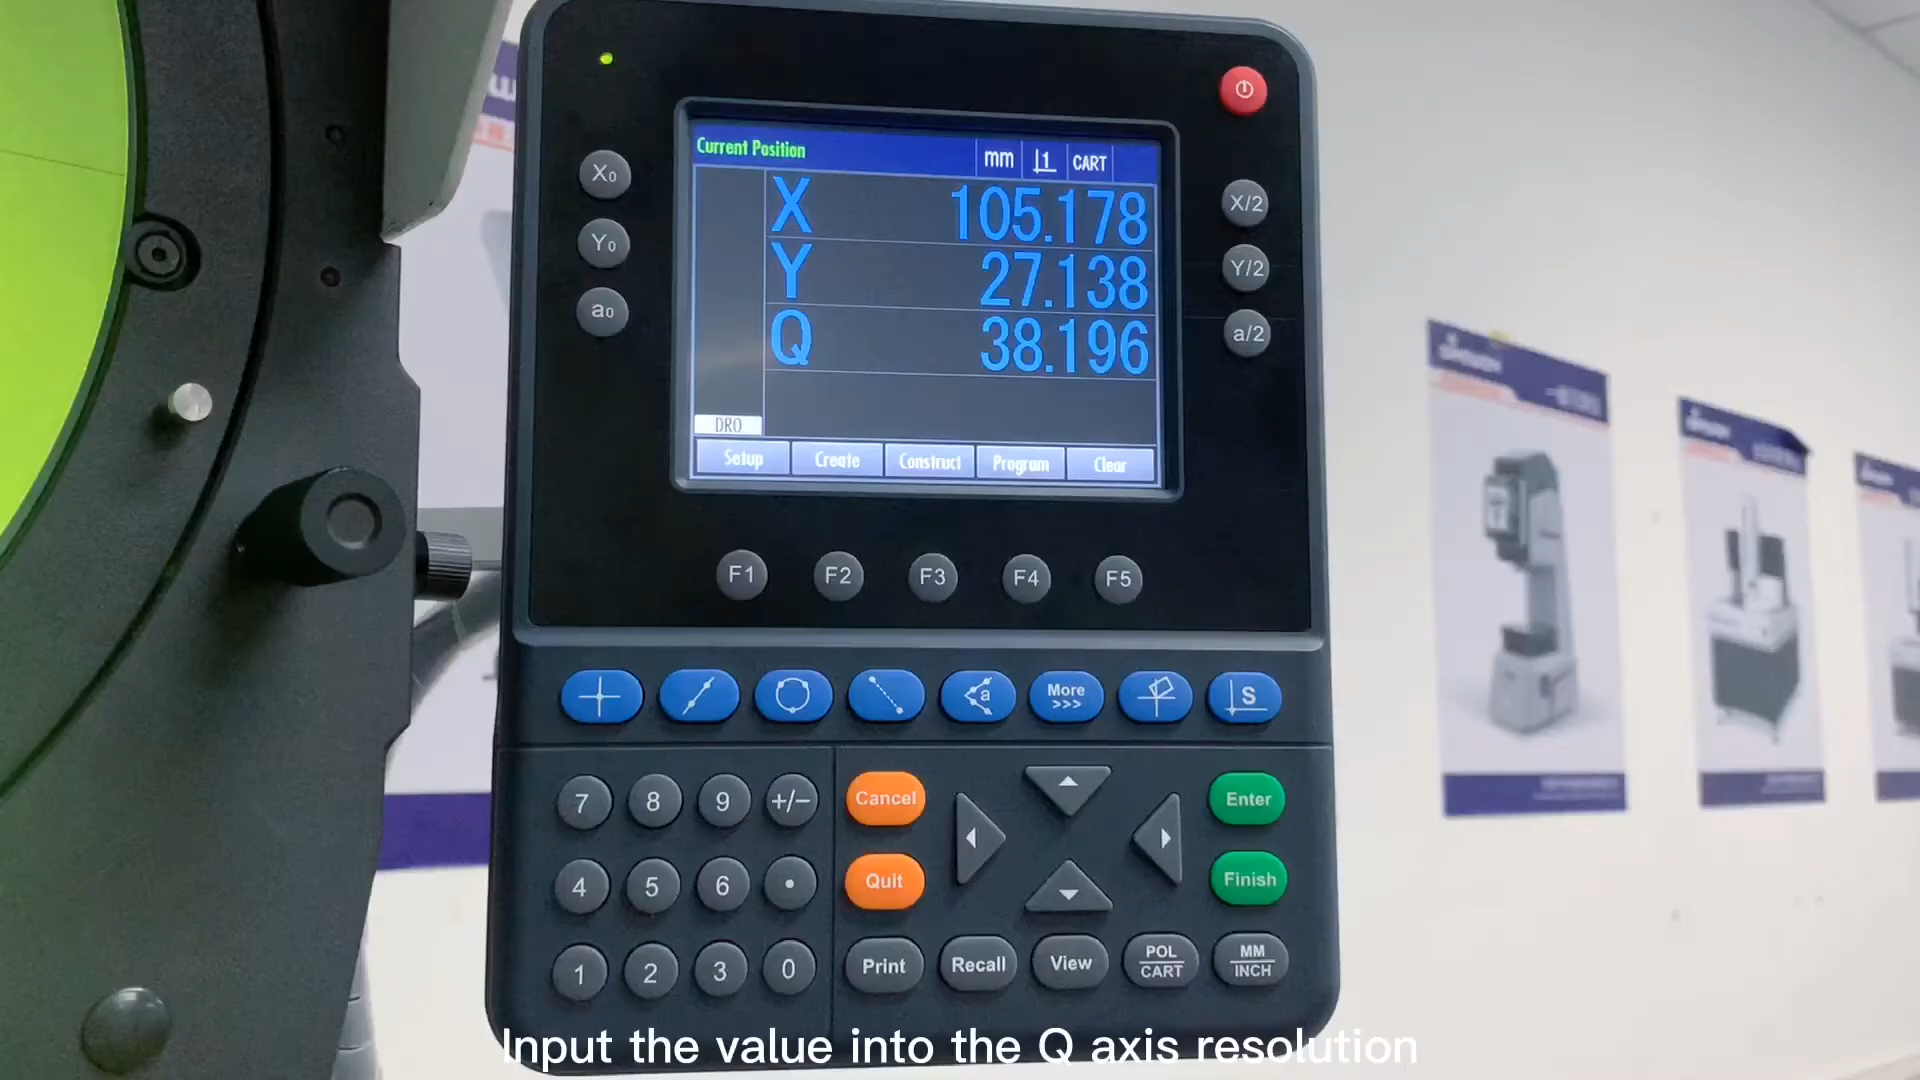 Current Position mm 1 CART
X 105.178
Y 27.138
Q 38.196
DRO
Setup Create Construct Program Clear
X0
Y0
a0
X/2
Y/2
a/2
F1 F2 F3 F4 F5
a More >>> S
7 8 9 +/- Cancel Enter
4 5 6 • Quit Finish
1 2 3 0 Print Recall View POL CART MM INCH
Input the value into the Q axis resolution